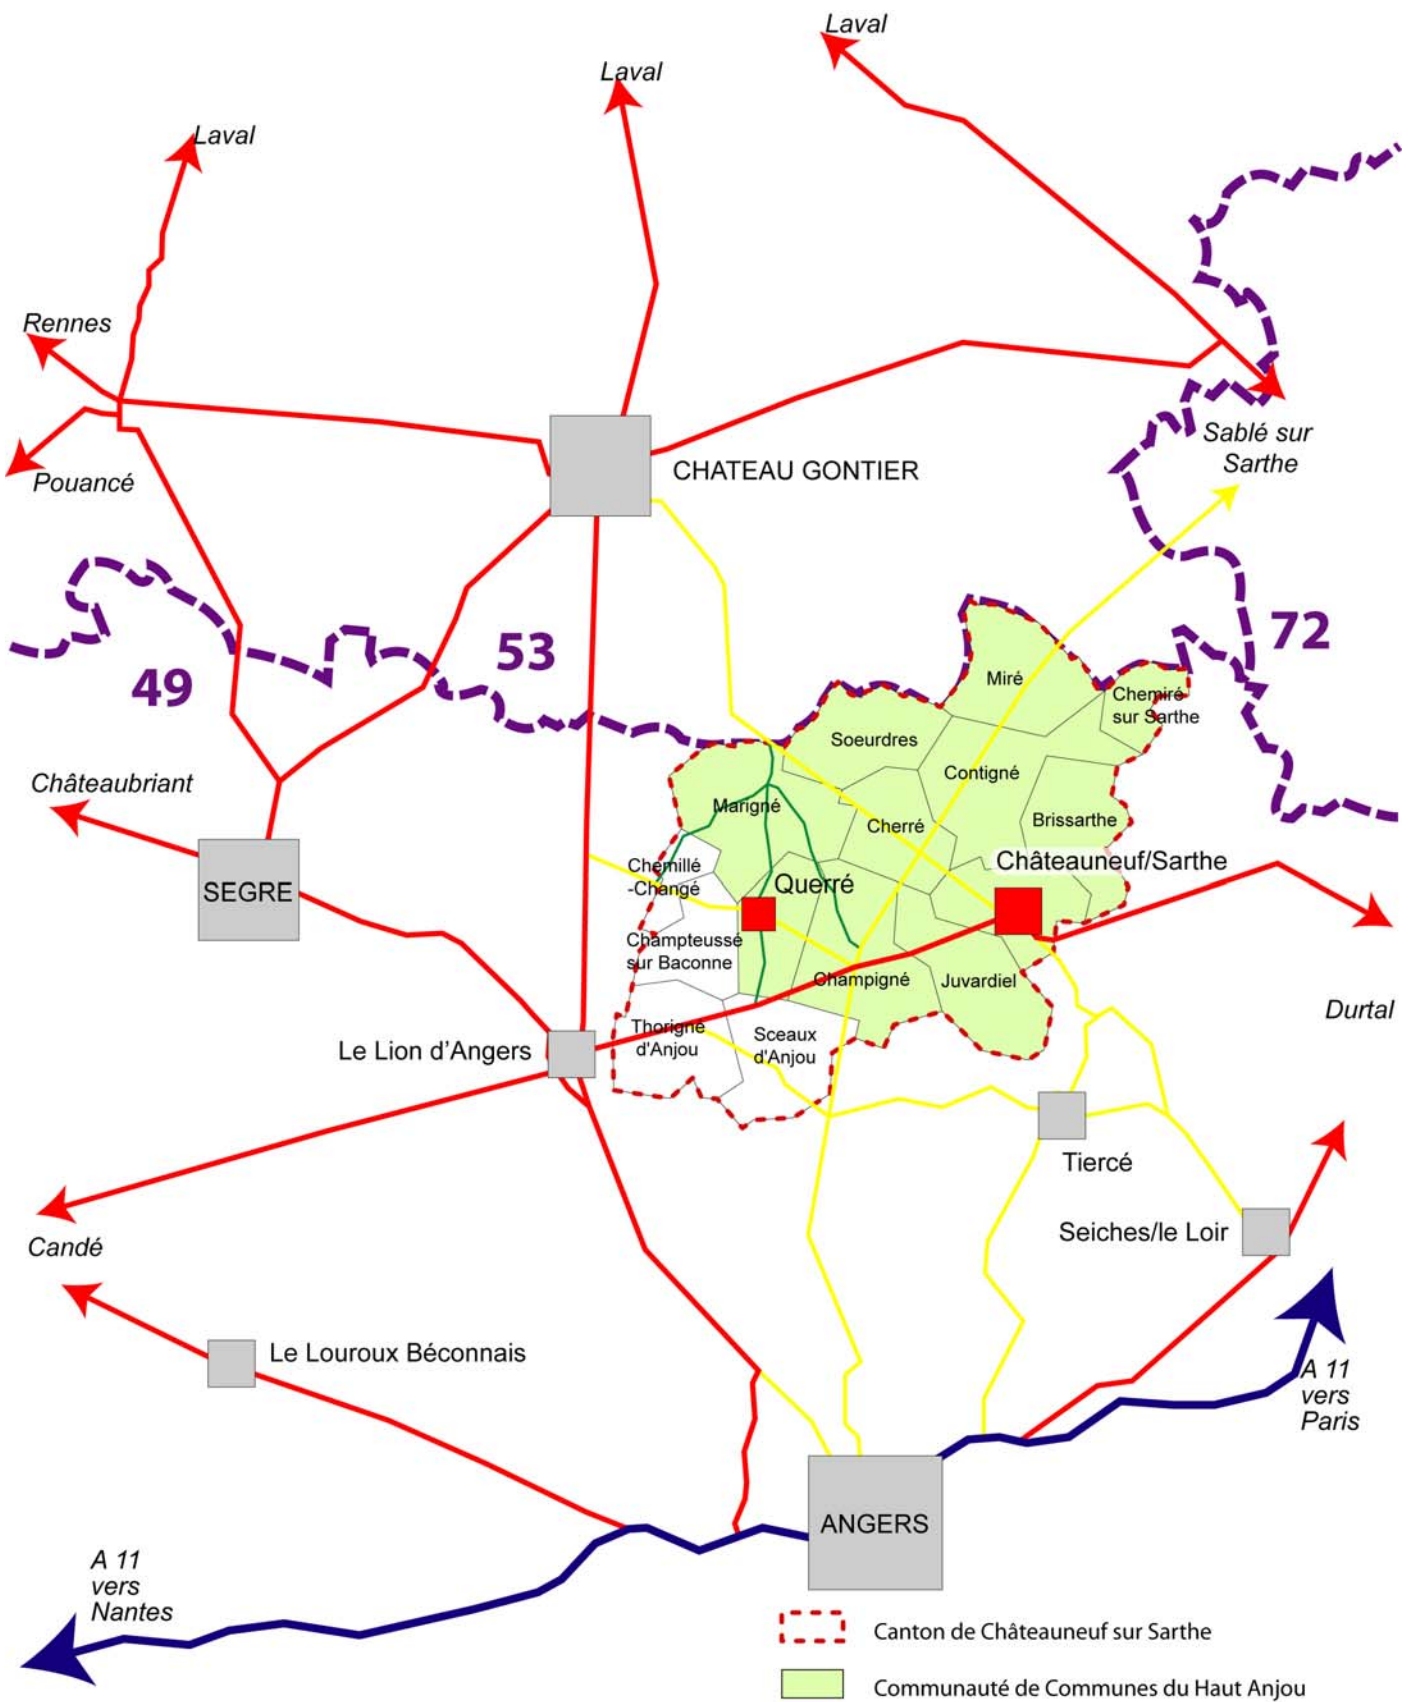 Laval
Laval
Laval
Rennes
Pouancé
CHATEAU GONTIER
Sablé sur
Sarthe
53
49
72
Miré
Chemiré
sur Sarthe
Soeurdres
Contigné
Châteaubriant
Marigné
Cherré
Brissarthe
Chemillé
-Changé
Querré
Châteauneuf/Sarthe
SEGRE
Champteussé
sur Baconne
Champigné
Juvardiel
Durtal
Thorigné
d'Anjou
Sceaux
d'Anjou
Le Lion d'Angers
Tiercé
Seiches/le Loir
Candé
Le Louroux Béconnais
A 11
vers
Paris
ANGERS
A 11
vers
Nantes
Canton de Châteauneuf sur Sarthe
Communauté de Communes du Haut Anjou